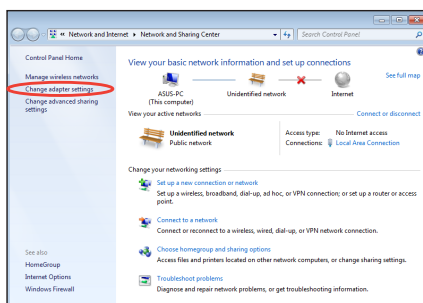 « Network and Internet ▸ Network and Sharing Center
Search Control Panel
Control Panel Home
Manage wireless networks
Change adapter settings
Change advanced sharing
settings
See also
HomeGroup
Internet Options
Windows Firewall
View your basic network information and set up connections
See full map
ASUS-PC
(This computer)
Unidentified network
Internet
View your active networks
Connect or disconnect
Unidentified network
Public network
Access type: No Internet access
Connections: Local Area Connection
Change your networking settings
Set up a new connection or network
Set up a wireless, broadband, dial-up, ad hoc, or VPN connection; or set up a router or access
point.
Connect to a network
Connect or reconnect to a wireless, wired, dial-up, or VPN network connection.
Choose homegroup and sharing options
Access files and printers located on other network computers, or change sharing settings.
Troubleshoot problems
Diagnose and repair network problems, or get troubleshooting information.